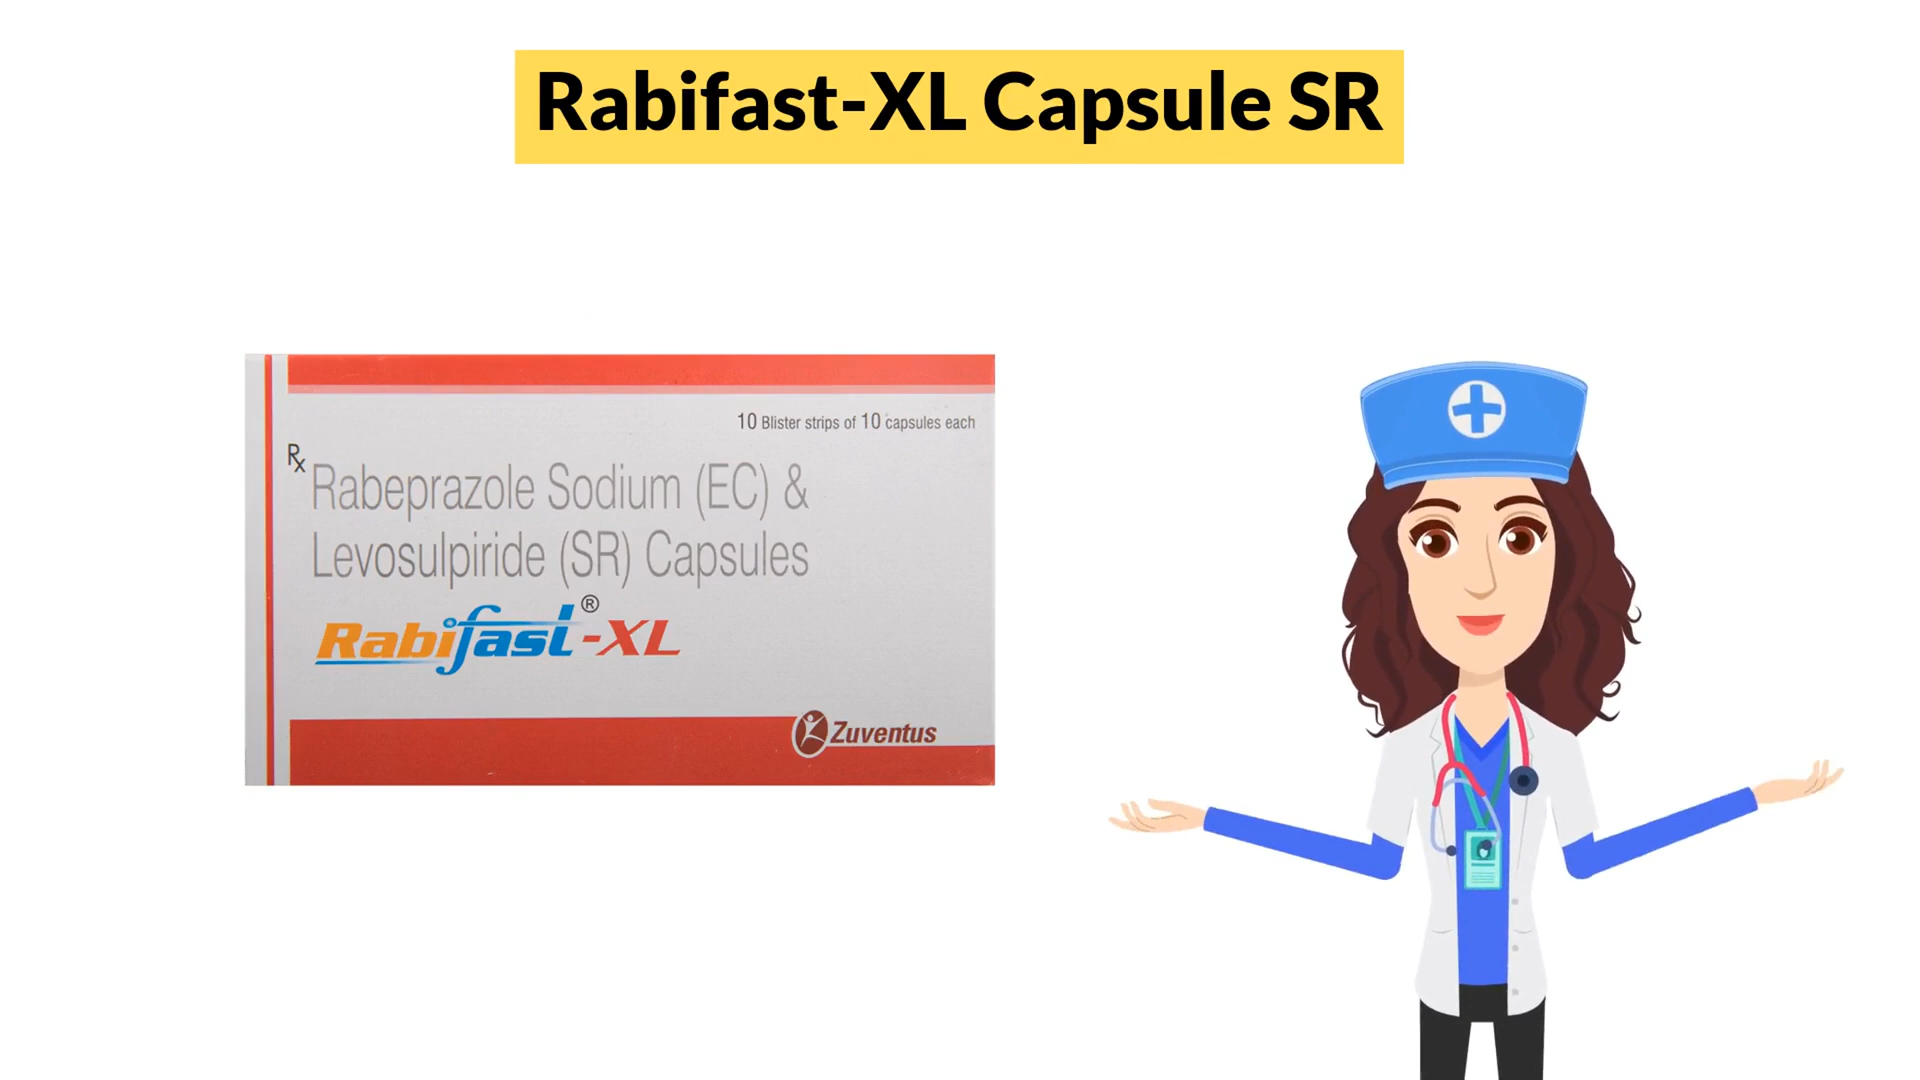 Rabifast-XL Capsule SR
10 Blister strips of 10 capsules each
Rx
Rabeprazole Sodium (EC) &
Levosulpiride (SR) Capsules
Rabifast®-XL
Zuventus